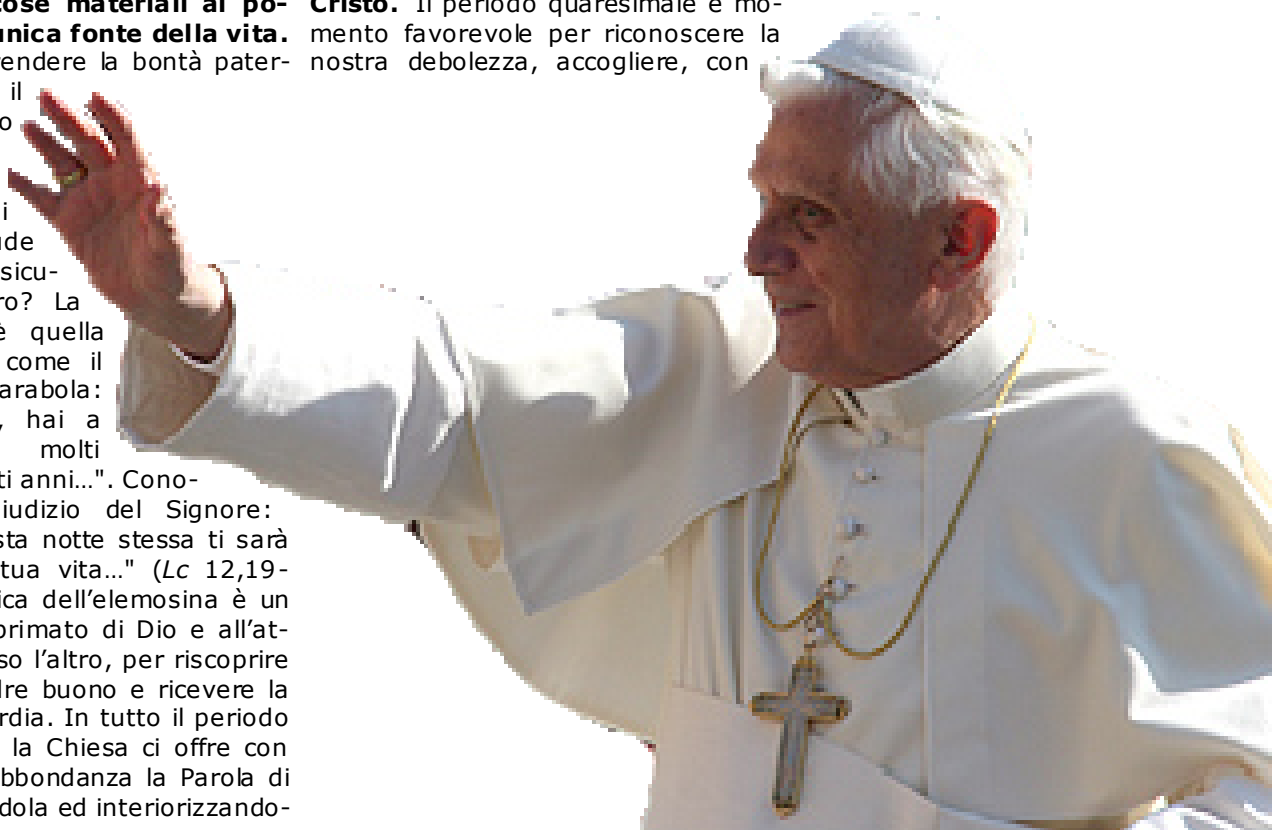 cose materiali al po-
unica fonte della vita.
rendere la bontà pater-
il
o
i
de
sicu-
ro? La
è quella
come il
arabola:
, hai a
molti
ti anni...". Cono-
iudizio del Signore:
sta notte stessa ti sarà
tua vita..." (Lc 12,19-
ica dell'elemosina è un
primato di Dio e all'at-
so l'altro, per riscoprire
dre buono e ricevere la
rdia. In tutto il periodo
la Chiesa ci offre con
bbondanza la Parola di
dola ed interiorizzando-
Cristo. Il periodo quaresimale è mo-
mento favorevole per riconoscere la
nostra debolezza, accogliere, con